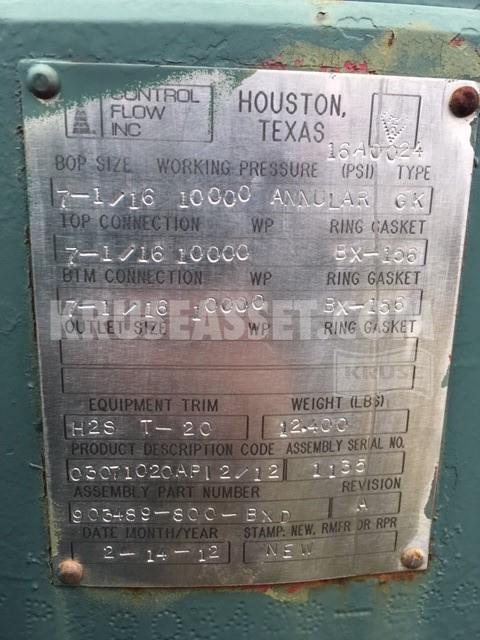 CONTROL
FLOW
INC
HOUSTON,
TEXAS
16A0024
BOP SIZE WORKING PRESSURE (PSI) TYPE
7-1/16 10000 ANNULAR GK
TOP CONNECTION WP RING GASKET
7-1/16 10000 BX-156
BTM CONNECTION WP RING GASKET
7-1/16 10000 BX-156
KRUSEASSET.COM
OUTLET SIZE WP RING GASKET
KRUSE
EQUIPMENT TRIM WEIGHT (LBS)
H2S T-20 12.400
PRODUCT DESCRIPTION CODE ASSEMBLY SERIAL NO.
03071020API 2/12 1135
ASSEMBLY PART NUMBER REVISION
903489-800-BXD A
DATE MONTH/YEAR STAMP: NEW, RMFR OR RPR
2-14-12 NEW